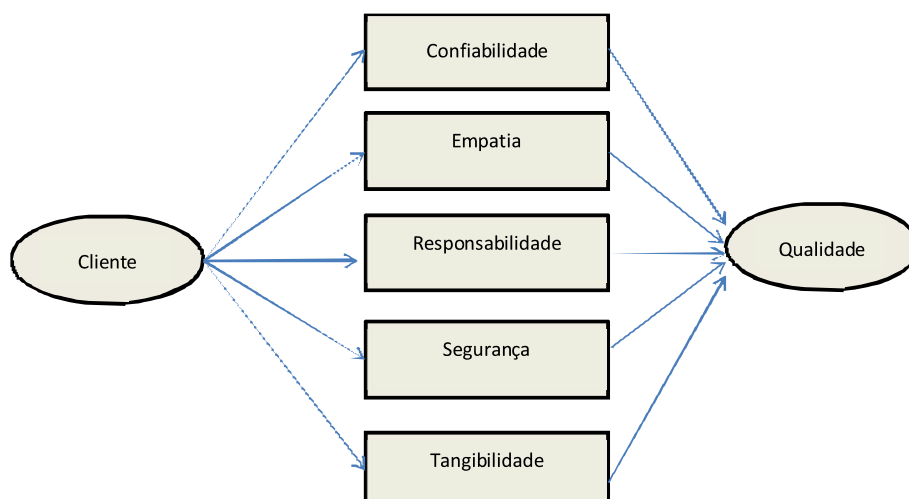 Confiabilidade
Empatia
Responsabilidade
Cliente
Qualidade
Segurança
Tangibilidade